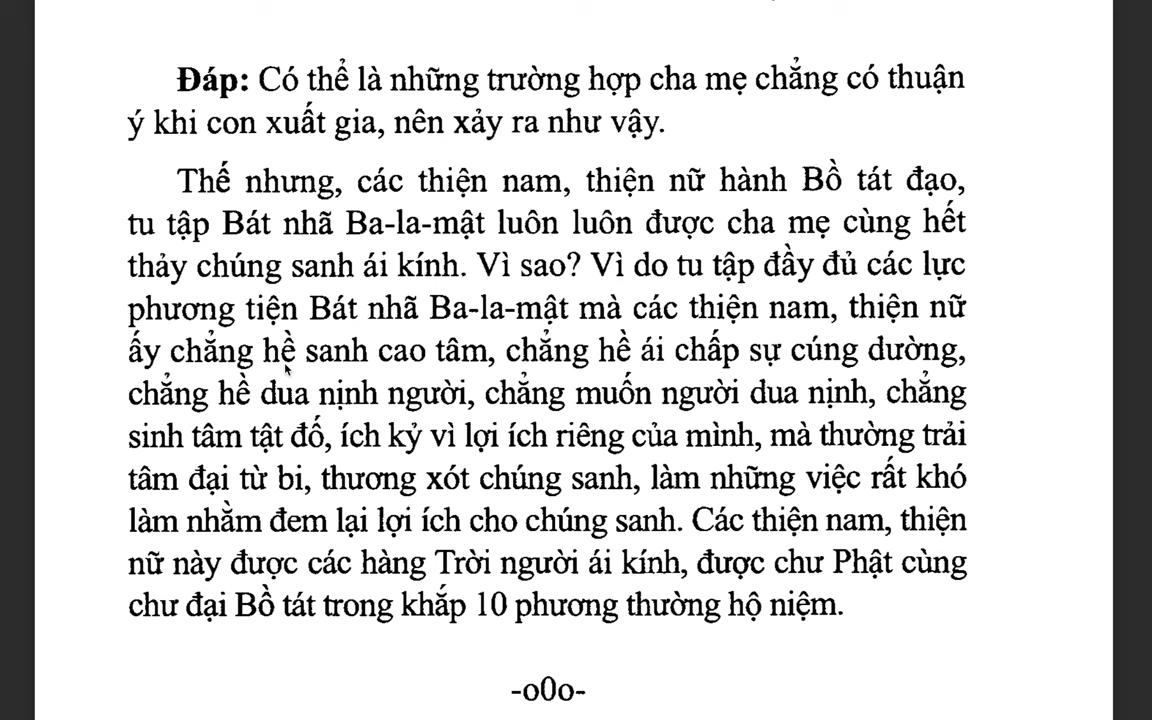 Đáp: Có thể là những trường hợp cha mẹ chẳng có thuận
ý khi con xuất gia, nên xảy ra như vậy.
Thế nhưng, các thiện nam, thiện nữ hành Bồ tát đạo,
tu tập Bát nhã Ba-la-mật luôn luôn được cha mẹ cùng hết
thảy chúng sanh ái kính. Vì sao? Vì do tu tập đầy đủ các lực
phương tiện Bát nhã Ba-la-mật mà các thiện nam, thiện nữ
ấy chẳng hề sanh cao tâm, chẳng hề ái chấp sự cúng dường,
chẳng hề dua nịnh người, chẳng muốn người dua nịnh, chẳng
sinh tâm tật đố, ích kỷ vì lợi ích riêng của mình, mà thường trải
tâm đại từ bi, thương xót chúng sanh, làm những việc rất khó
làm nhằm đem lại lợi ích cho chúng sanh. Các thiện nam, thiện
nữ này được các hàng Trời người ái kính, được chư Phật cùng
chư đại Bồ tát trong khắp 10 phương thường hộ niệm.
-o0o-